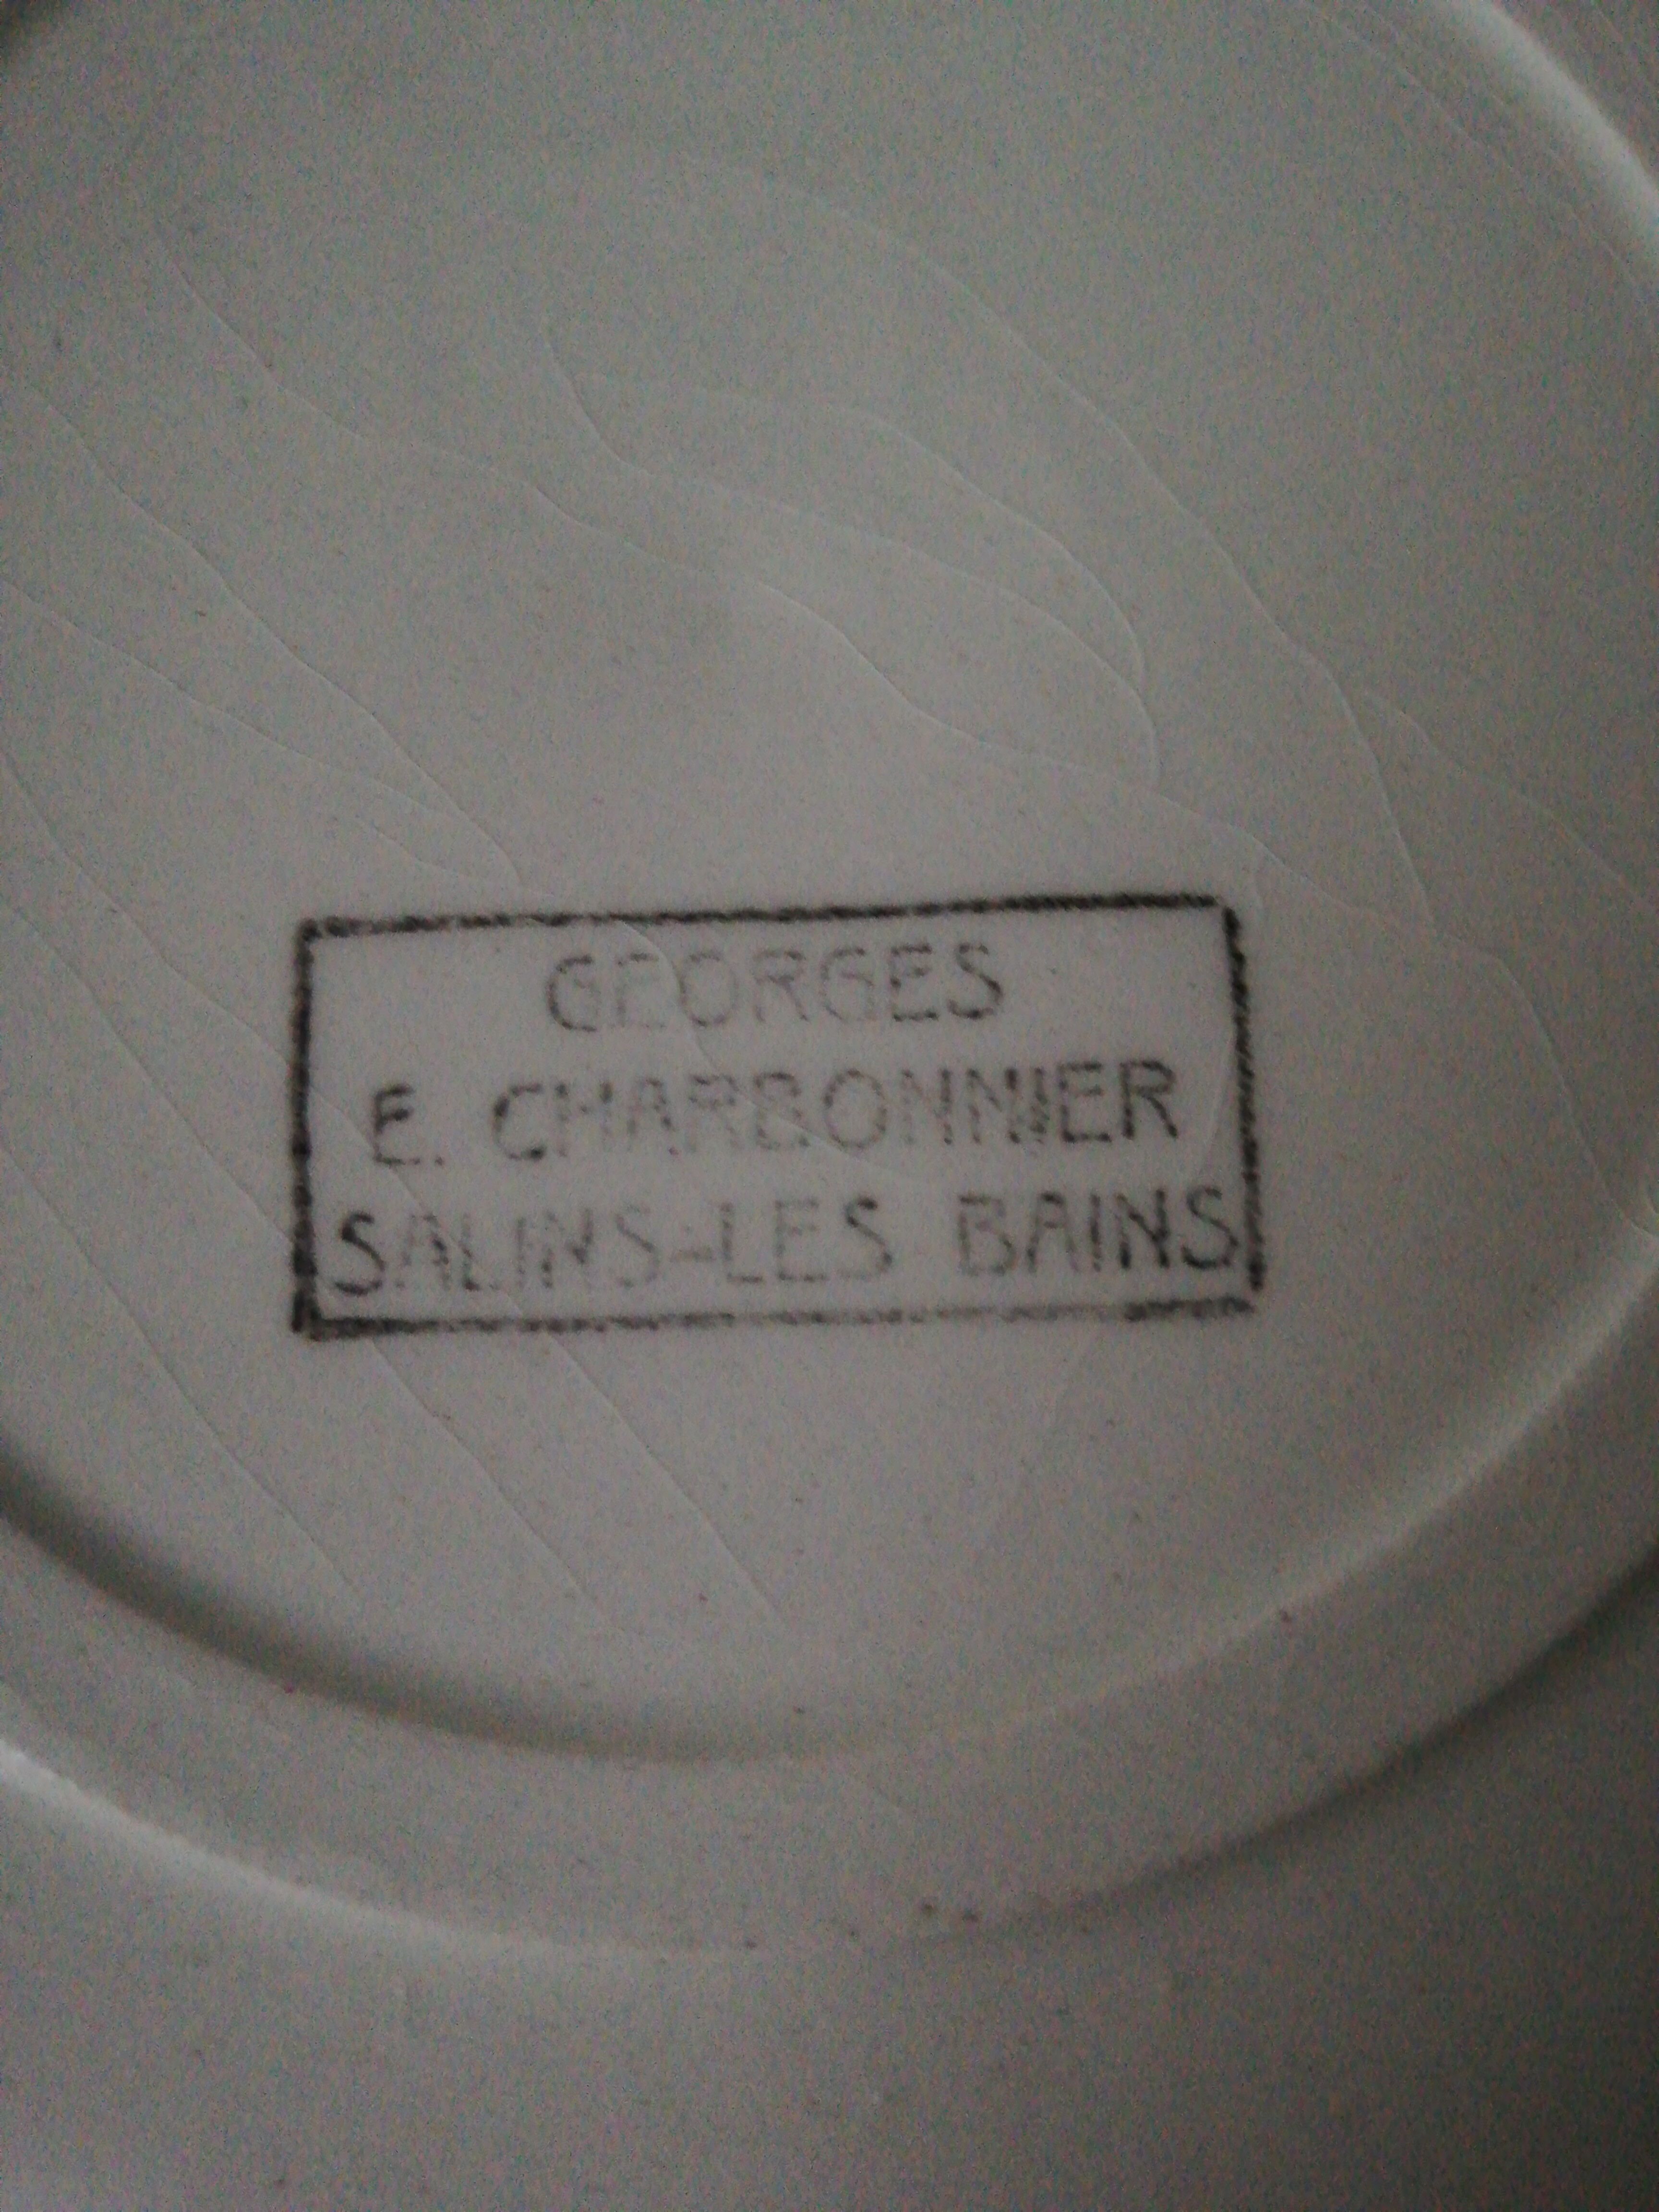 GEORGES
E. CHARBONNIER
SALINS-LES BAINS